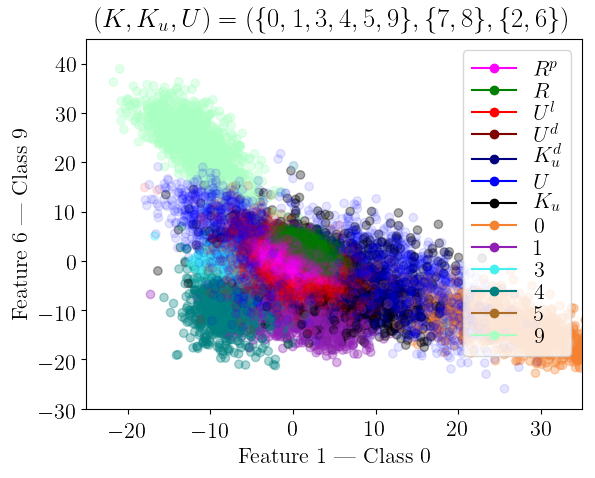 (K, K_u, U) = ({0, 1, 3, 4, 5, 9}, {7, 8}, {2, 6})
R^p
R
U^l
U^d
K_u^d
U
K_u
0
1
3
4
5
9
40
30
20
10
0
−10
−20
−30
Feature 6 — Class 9
−20 −10 0 10 20 30
Feature 1 — Class 0